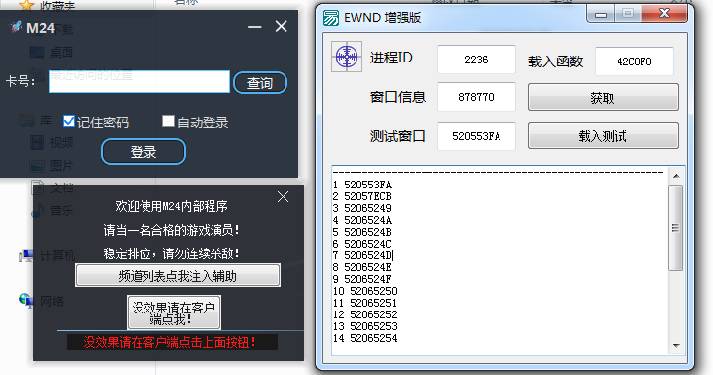 收藏夹
M24
下载
桌面
最近访问的位置
卡号：
查询
库
记住密码
自动登录
视频
登录
图片
文档
音乐
计算机
网络
欢迎使用M24内部程序
请当一名合格的游戏演员！
稳定排位，请勿连续杀敌！
频道列表点我注入辅助
没效果请在客户
端点我！
没效果请在客户端点击上面按钮！
EWND 增强版
进程ID
2236
载入函数
42C0F0
窗口信息
878770
获取
测试窗口
520553FA
载入测试
1 520553FA
2 52057ECB
3 52065249
4 5206524A
5 5206524B
6 5206524C
7 5206524D
8 5206524E
9 5206524F
10 52065250
11 52065251
12 52065252
13 52065253
14 52065254